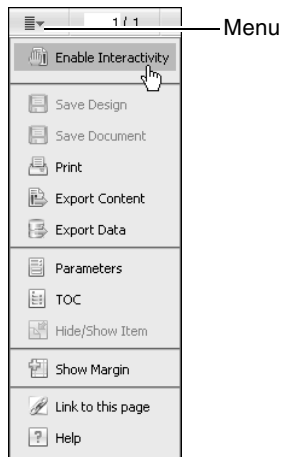 1 / 1
Menu
Enable Interactivity
Save Design
Save Document
Print
Export Content
Export Data
Parameters
TOC
Hide/Show Item
Show Margin
Link to this page
Help